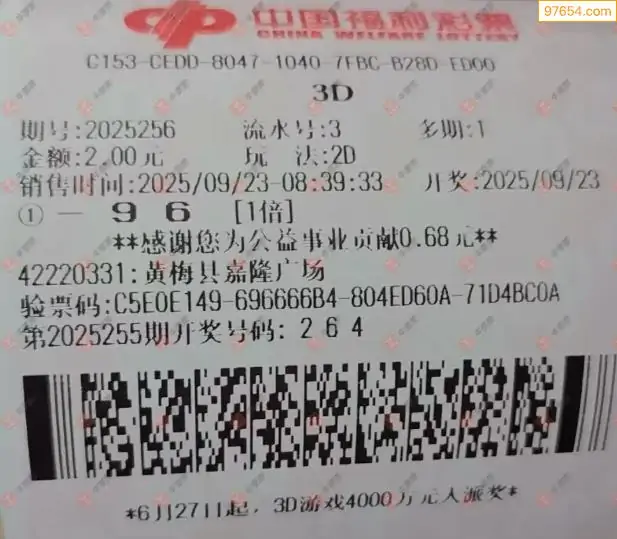 97654.com
中国福利彩票
CHINA WELFARE LOTTERY
C153-CEDD-8047-1040-7FBC-B28D-ED00
3D
期号:2025256 流水号:3 多期:1
金额:2.00元 玩 法:2D
销售时间:2025/09/23-08:39:33 开奖:2025/09/23
①－ 9 6 [1倍]
**感谢您为公益事业贡献0.68元**
42220331:黄梅县嘉隆广场
验票码:C5E0E149-696666B4-804ED60A-71D4BC0A
第2025255期开奖号码: 2 6 4
*6月27日起，3D游戏4000万元大派奖*